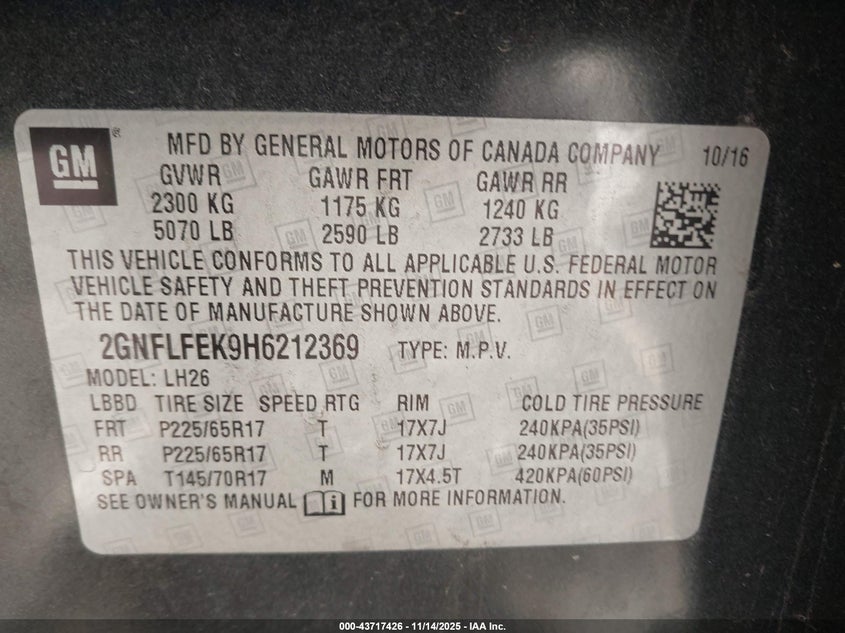 GM
MFD BY GENERAL MOTORS OF CANADA COMPANY 10/16
GVWR GAWR FRT GAWR RR
2300 KG 1175 KG 1240 KG
5070 LB 2590 LB 2733 LB
THIS VEHICLE CONFORMS TO ALL APPLICABLE U.S. FEDERAL MOTOR
VEHICLE SAFETY AND THEFT PREVENTION STANDARDS IN EFFECT ON
THE DATE OF MANUFACTURE SHOWN ABOVE.
2GNFLFEK9H6212369 TYPE: M.P.V.
MODEL: LH26
LBBD TIRE SIZE SPEED RTG RIM COLD TIRE PRESSURE
FRT P225/65R17 T 17X7J 240KPA(35PSI)
RR P225/65R17 T 17X7J 240KPA(35PSI)
SPA T145/70R17 M 17X4.5T 420KPA(60PSI)
SEE OWNER'S MANUAL i FOR MORE INFORMATION.
000-43717426 - 11/14/2025 - IAA Inc.